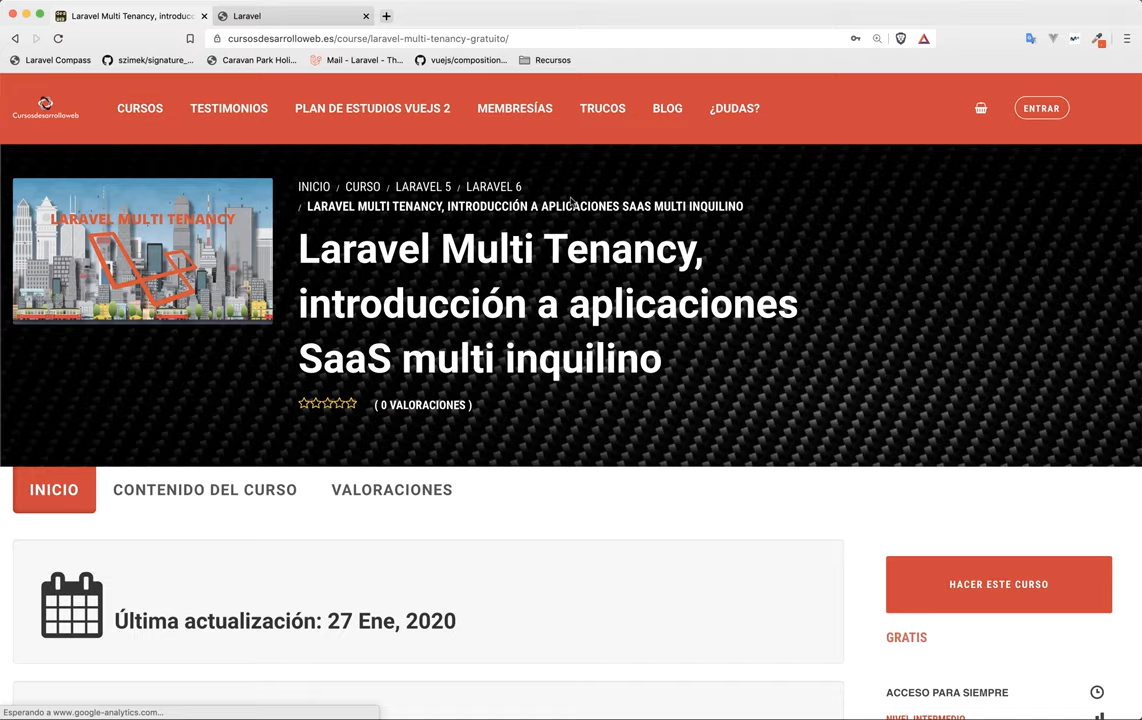 Laravel Multi Tenancy, introducc
Laravel
cursosdesarrolloweb.es/course/laravel-multi-tenancy-gratuito/
Laravel Compass
szimek/signature_...
Caravan Park Holi...
Mail - Laravel - Th...
vuejs/composition...
Recursos
Cursosdesarrolloweb
CURSOS
TESTIMONIOS
PLAN DE ESTUDIOS VUEJS 2
MEMBRESÍAS
TRUCOS
BLOG
¿DUDAS?
ENTRAR
LARAVEL MULTI TENANCY
INICIO / CURSO / LARAVEL 5 / LARAVEL 6
/ LARAVEL MULTI TENANCY, INTRODUCCIÓN A APLICACIONES SAAS MULTI INQUILINO
Laravel Multi Tenancy,
introducción a aplicaciones
SaaS multi inquilino
( 0 VALORACIONES )
INICIO
CONTENIDO DEL CURSO
VALORACIONES
Última actualización: 27 Ene, 2020
HACER ESTE CURSO
GRATIS
ACCESO PARA SIEMPRE
NIVEL INTERMEDIO
Esperando a www.google-analytics.com...